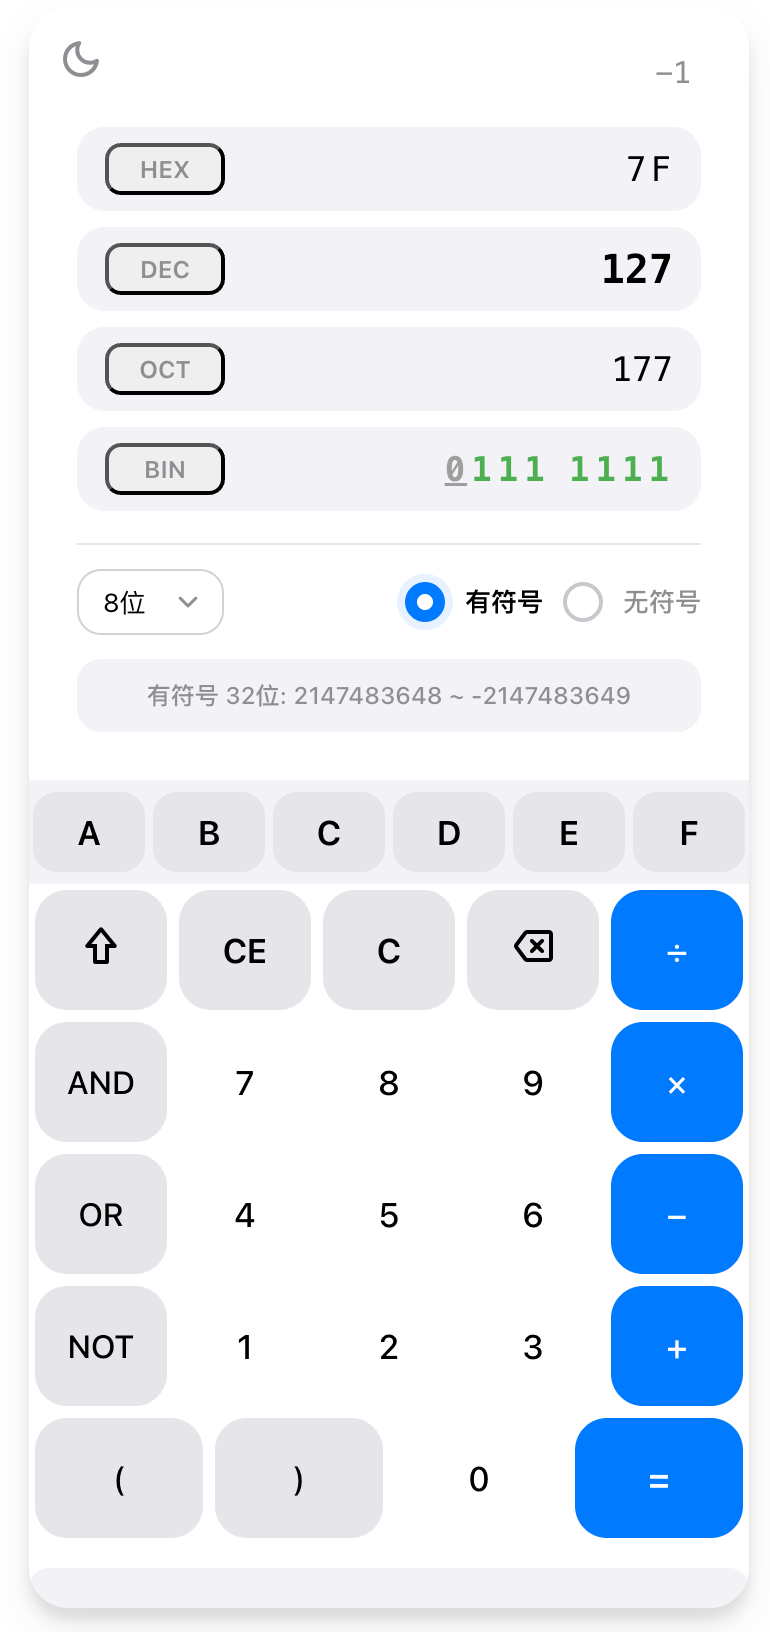 −1
HEX 7F
DEC 127
OCT 177
BIN 0111 1111
8位 有符号 无符号
有符号 32位: 2147483648 ~ -2147483649
A B C D E F
CE C ÷
AND 7 8 9 ×
OR 4 5 6 −
NOT 1 2 3 +
( ) 0 =